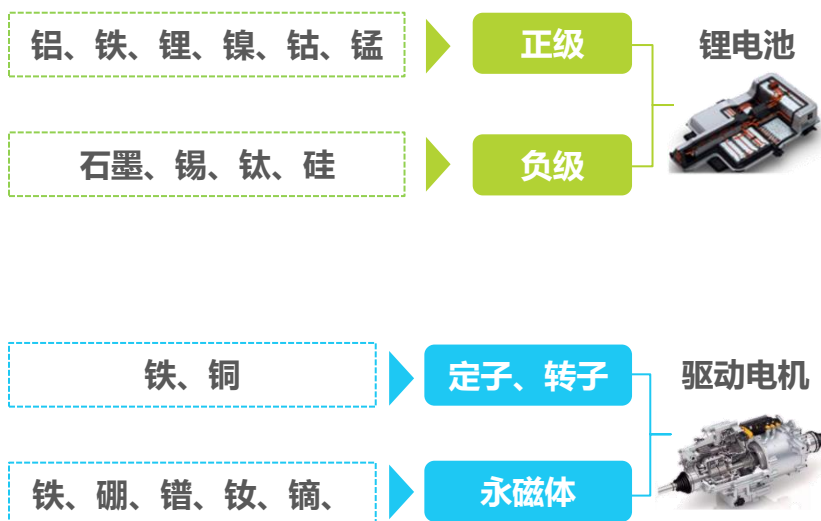 铝、铁、锂、镍、钴、锰
正级
锂电池
石墨、锡、钛、硅
负级
铁、铜
定子、转子
驱动电机
铁、硼、镨、钕、镝、
永磁体